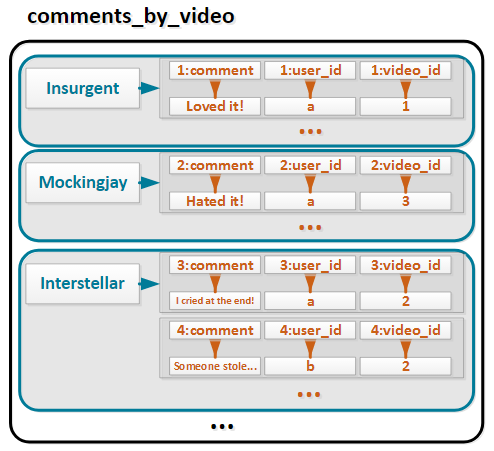 comments_by_video
Insurgent
1:comment 1:user_id 1:video_id
Loved it! a 1
...
Mockingjay
2:comment 2:user_id 2:video_id
Hated it! a 3
...
Interstellar
3:comment 3:user_id 3:video_id
I cried at the end! a 2
4:comment 4:user_id 4:video_id
Someone stole... b 2
...
...